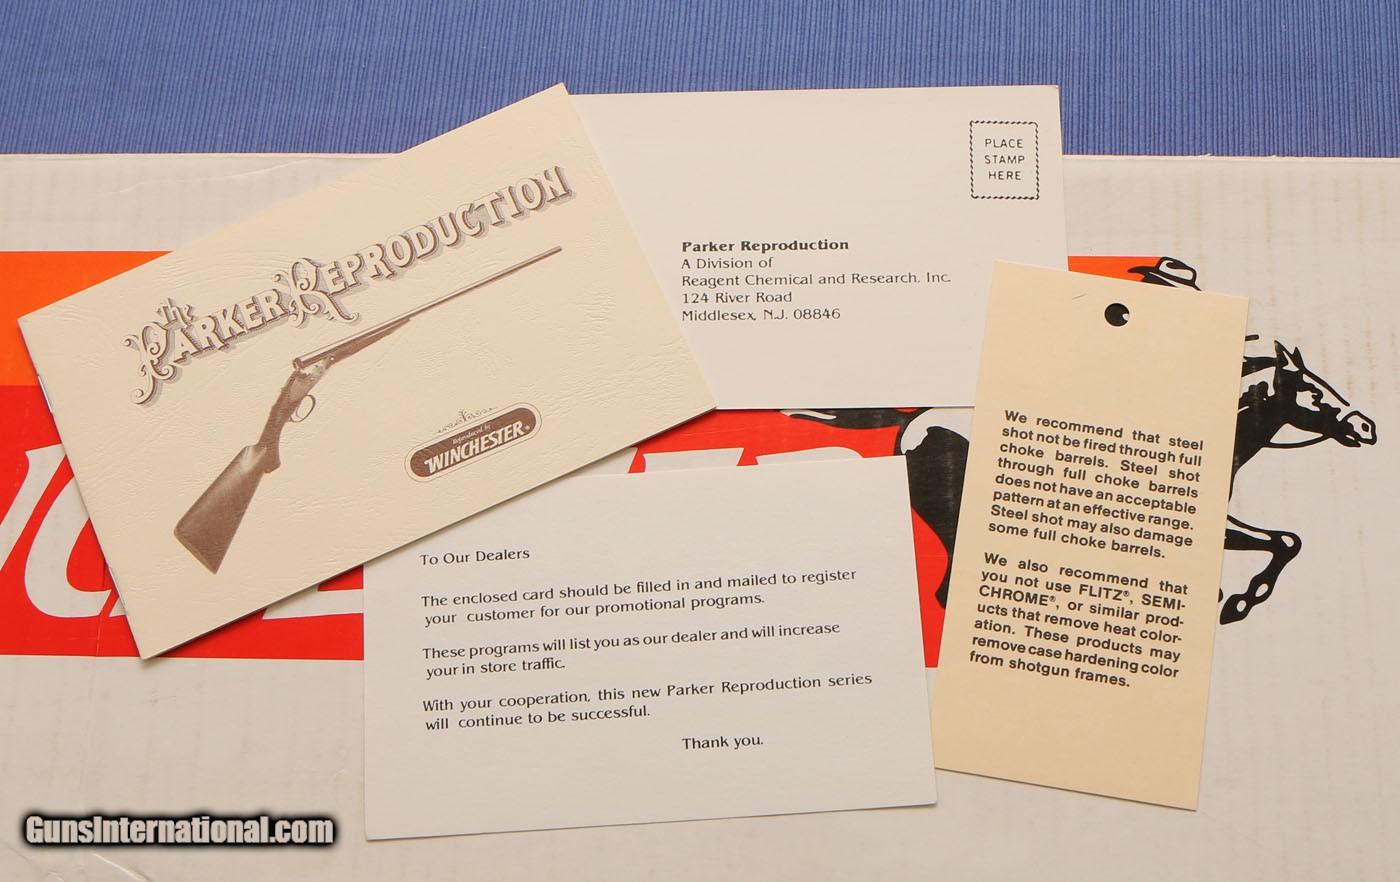 The
PARKER REPRODUCTION
Reproduced by
WINCHESTER®
PLACE
STAMP
HERE
Parker Reproduction
A Division of
Reagent Chemical and Research, Inc.
124 River Road
Middlesex, N.J. 08846
To Our Dealers
The enclosed card should be filled in and mailed to register
your customer for our promotional programs.
These programs will list you as our dealer and will increase
your in store traffic.
With your cooperation, this new Parker Reproduction series
will continue to be successful.
Thank you.
We recommend that steel
shot not be fired through full
choke barrels. Steel shot
through full choke barrels
does not have an acceptable
pattern at an effective range.
Steel shot may also damage
some full choke barrels.
We also recommend that
you not use FLITZ®, SEMI-
CHROME®, or similar prod-
ucts that remove heat color-
ation. These products may
remove case hardening color
from shotgun frames.
GunsInternational.com